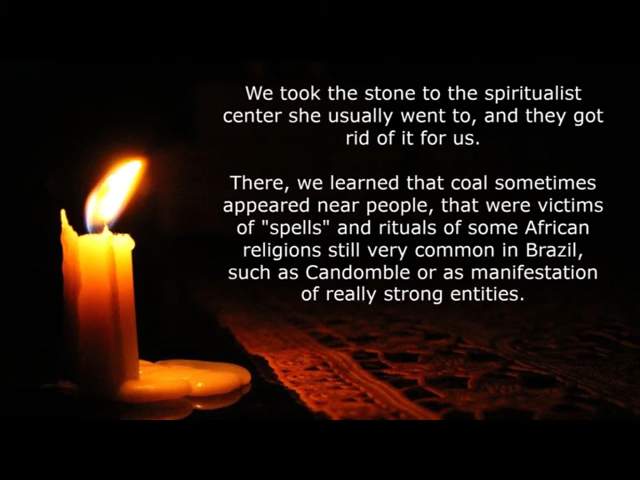 We took the stone to the spiritualist
center she usually went to, and they got
rid of it for us.
There, we learned that coal sometimes
appeared near people, that were victims
of "spells" and rituals of some African
religions still very common in Brazil,
such as Candomble or as manifestation
of really strong entities.